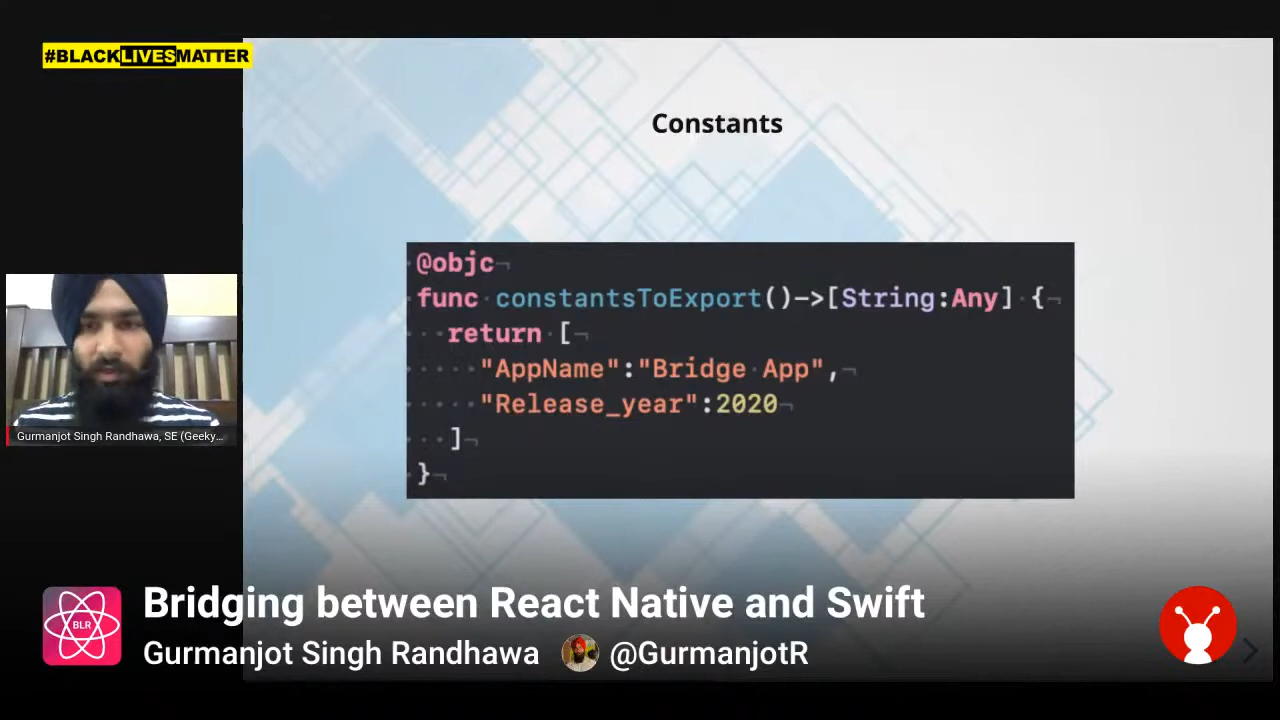 #BLACKLIVESMATTER
Constants
@objc
func constantsToExport()->[String:Any] {
return [
"AppName":"Bridge App",
"Release_year":2020
]
}
Gurmanjot Singh Randhawa, SE (Geeky...
BLR
Bridging between React Native and Swift
Gurmanjot Singh Randhawa @GurmanjotR